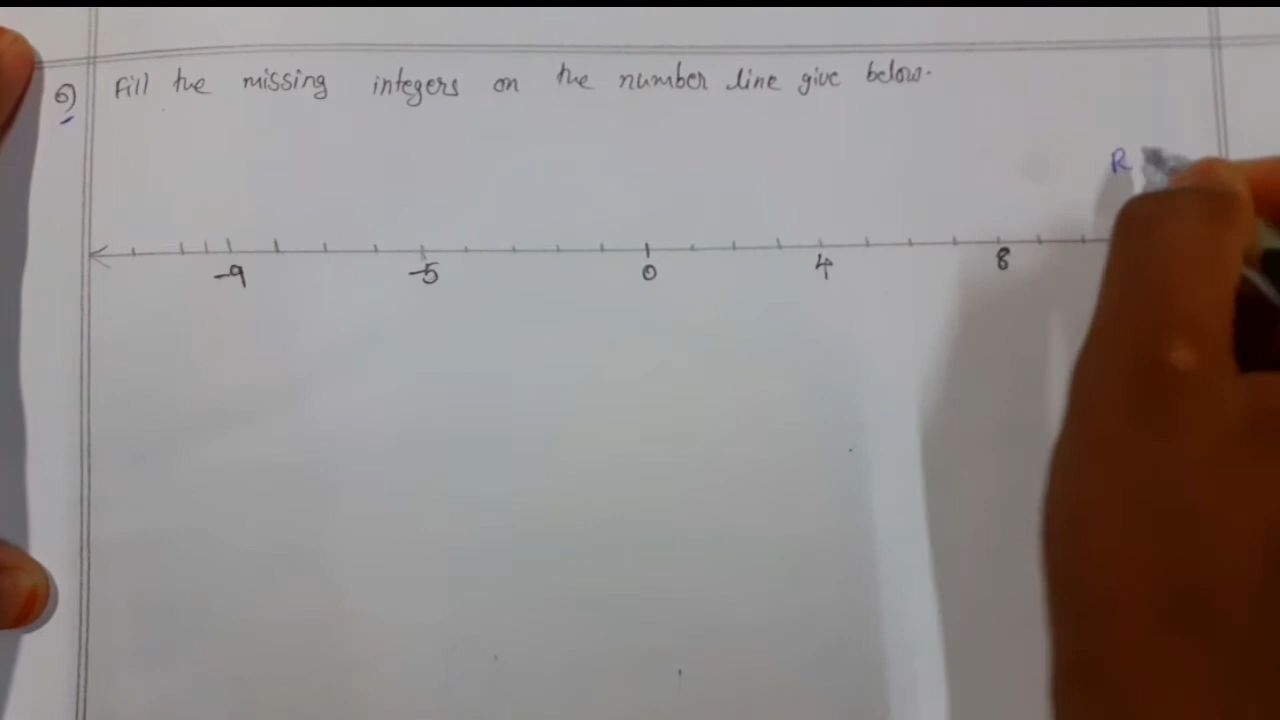 6) Fill the missing integers on the number line give below.
R
-9 -5 0 4 8